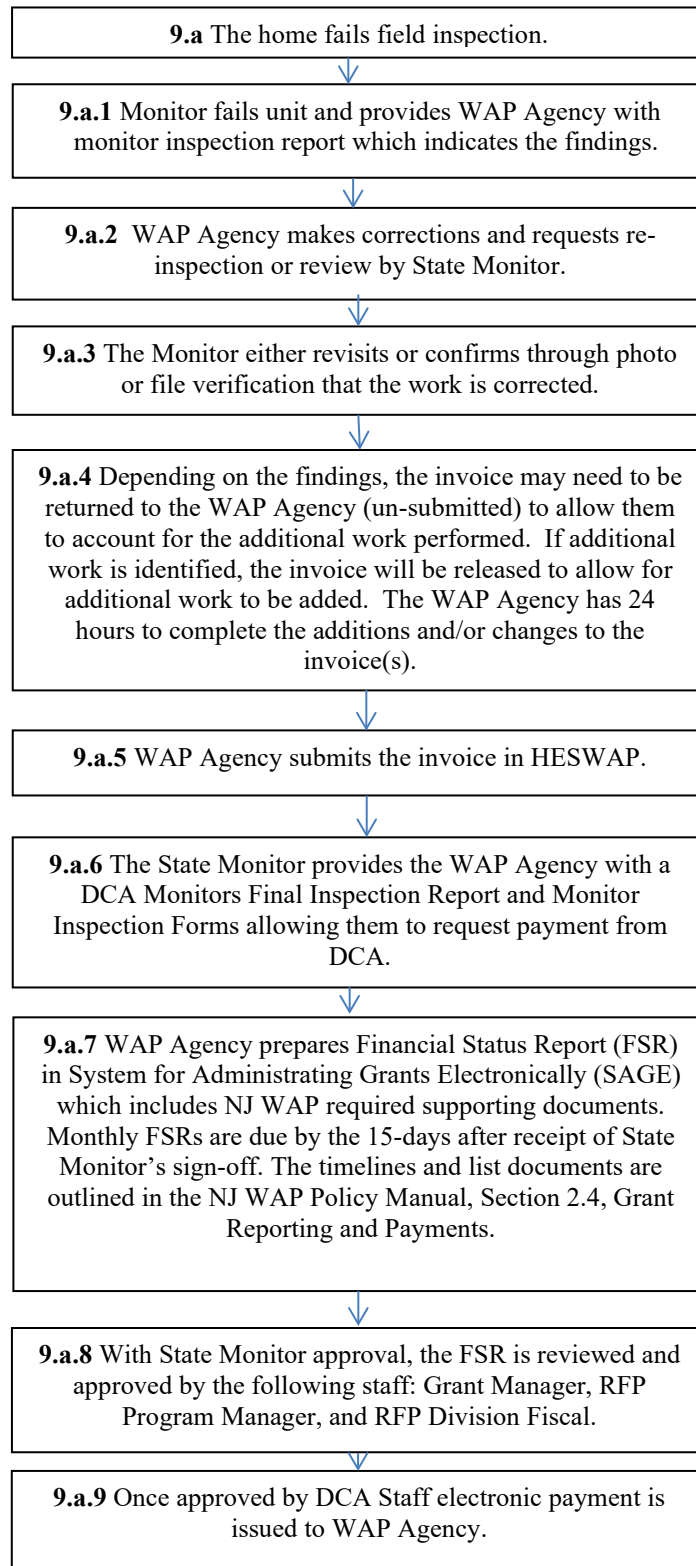 9.a The home fails field inspection.
9.a.1 Monitor fails unit and provides WAP Agency with
monitor inspection report which indicates the findings.
9.a.2 WAP Agency makes corrections and requests re-
inspection or review by State Monitor.
9.a.3 The Monitor either revisits or confirms through photo
or file verification that the work is corrected.
9.a.4 Depending on the findings, the invoice may need to be
returned to the WAP Agency (un-submitted) to allow them
to account for the additional work performed. If additional
work is identified, the invoice will be released to allow for
additional work to be added. The WAP Agency has 24
hours to complete the additions and/or changes to the
invoice(s).
9.a.5 WAP Agency submits the invoice in HESWAP.
9.a.6 The State Monitor provides the WAP Agency with a
DCA Monitors Final Inspection Report and Monitor
Inspection Forms allowing them to request payment from
DCA.
9.a.7 WAP Agency prepares Financial Status Report (FSR)
in System for Administrating Grants Electronically (SAGE)
which includes NJ WAP required supporting documents.
Monthly FSRs are due by the 15-days after receipt of State
Monitor's sign-off. The timelines and list documents are
outlined in the NJ WAP Policy Manual, Section 2.4, Grant
Reporting and Payments.
9.a.8 With State Monitor approval, the FSR is reviewed and
approved by the following staff: Grant Manager, RFP
Program Manager, and RFP Division Fiscal.
9.a.9 Once approved by DCA Staff electronic payment is
issued to WAP Agency.